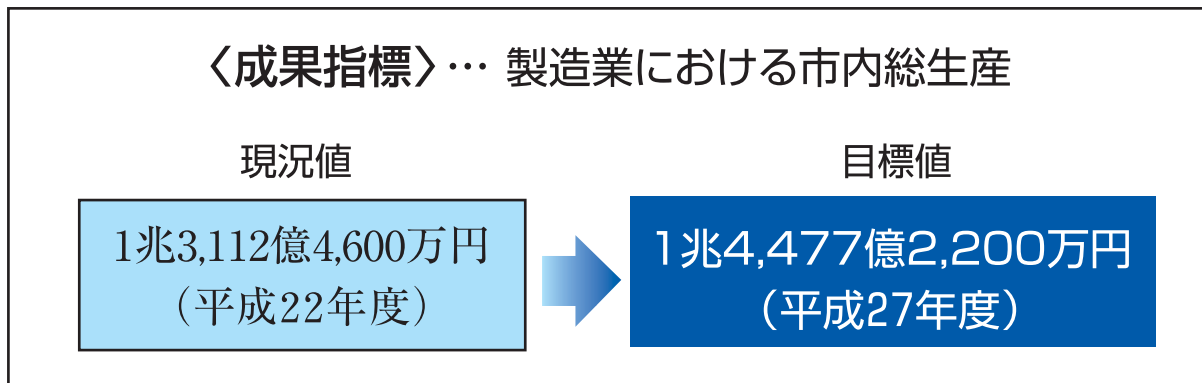 〈成果指標〉… 製造業における市内総生産
現況値
1兆3,112億4,600万円
（平成22年度）
目標値
1兆4,477億2,200万円
（平成27年度）